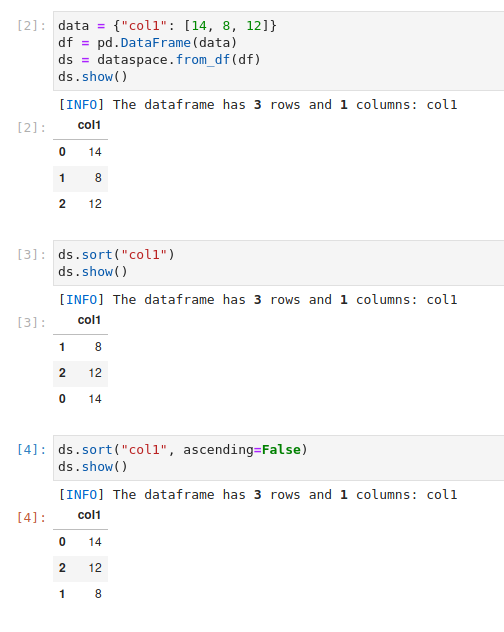 [2]: data = {"col1": [14, 8, 12]}
df = pd.DataFrame(data)
ds = dataspace.from_df(df)
ds.show()
[INFO] The dataframe has 3 rows and 1 columns: col1
[2]: col1
0 14
1 8
2 12
[3]: ds.sort("col1")
ds.show()
[INFO] The dataframe has 3 rows and 1 columns: col1
[3]: col1
1 8
2 12
0 14
[4]: ds.sort("col1", ascending=False)
ds.show()
[INFO] The dataframe has 3 rows and 1 columns: col1
[4]: col1
0 14
2 12
1 8